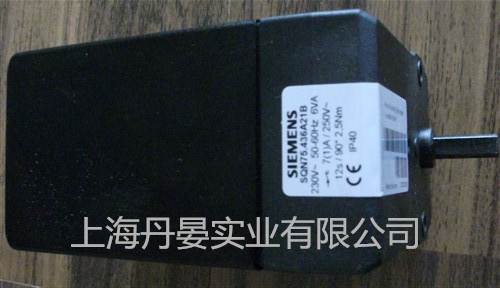 SIEMENS
SQN75.436A21B
230V~ 50-60Hz 6VA
7(1)A / 250V~
12s / 90° 2,5Nm
IP40
CE
上海丹晏实业有限公司